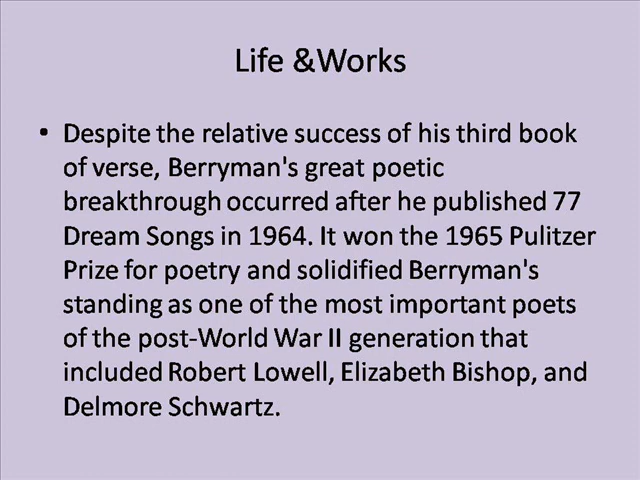 Life &Works
• Despite the relative success of his third book
of verse, Berryman's great poetic
breakthrough occurred after he published 77
Dream Songs in 1964. It won the 1965 Pulitzer
Prize for poetry and solidified Berryman's
standing as one of the most important poets
of the post-World War II generation that
included Robert Lowell, Elizabeth Bishop, and
Delmore Schwartz.